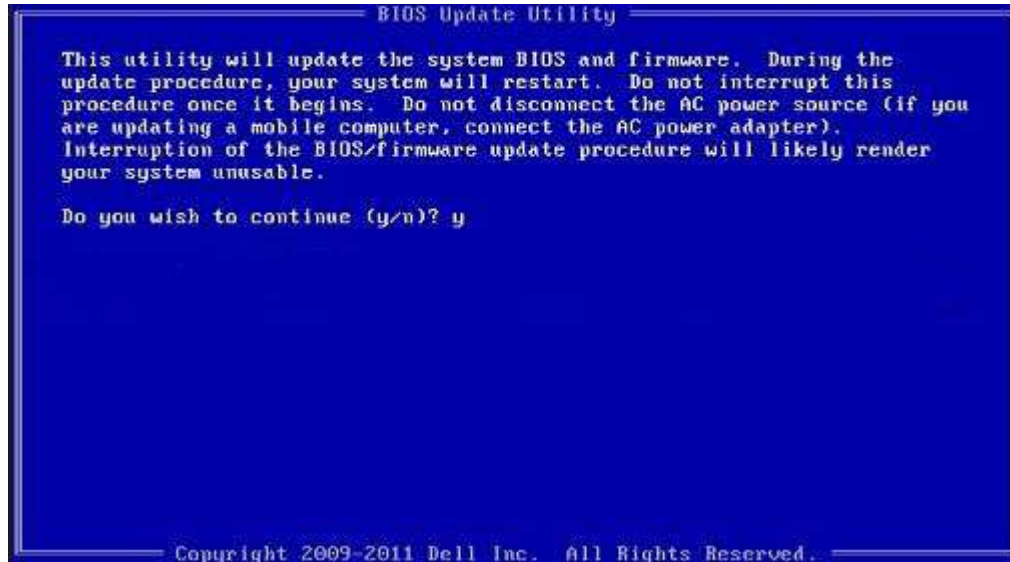 BIOS Update Utility
This utility will update the system BIOS and firmware. During the
update procedure, your system will restart. Do not interrupt this
procedure once it begins. Do not disconnect the AC power source (if you
are updating a mobile computer, connect the AC power adapter).
Interruption of the BIOS/firmware update procedure will likely render
your system unusable.
Do you wish to continue (y/n)? y
Copyright 2009-2011 Dell Inc. All Rights Reserved.